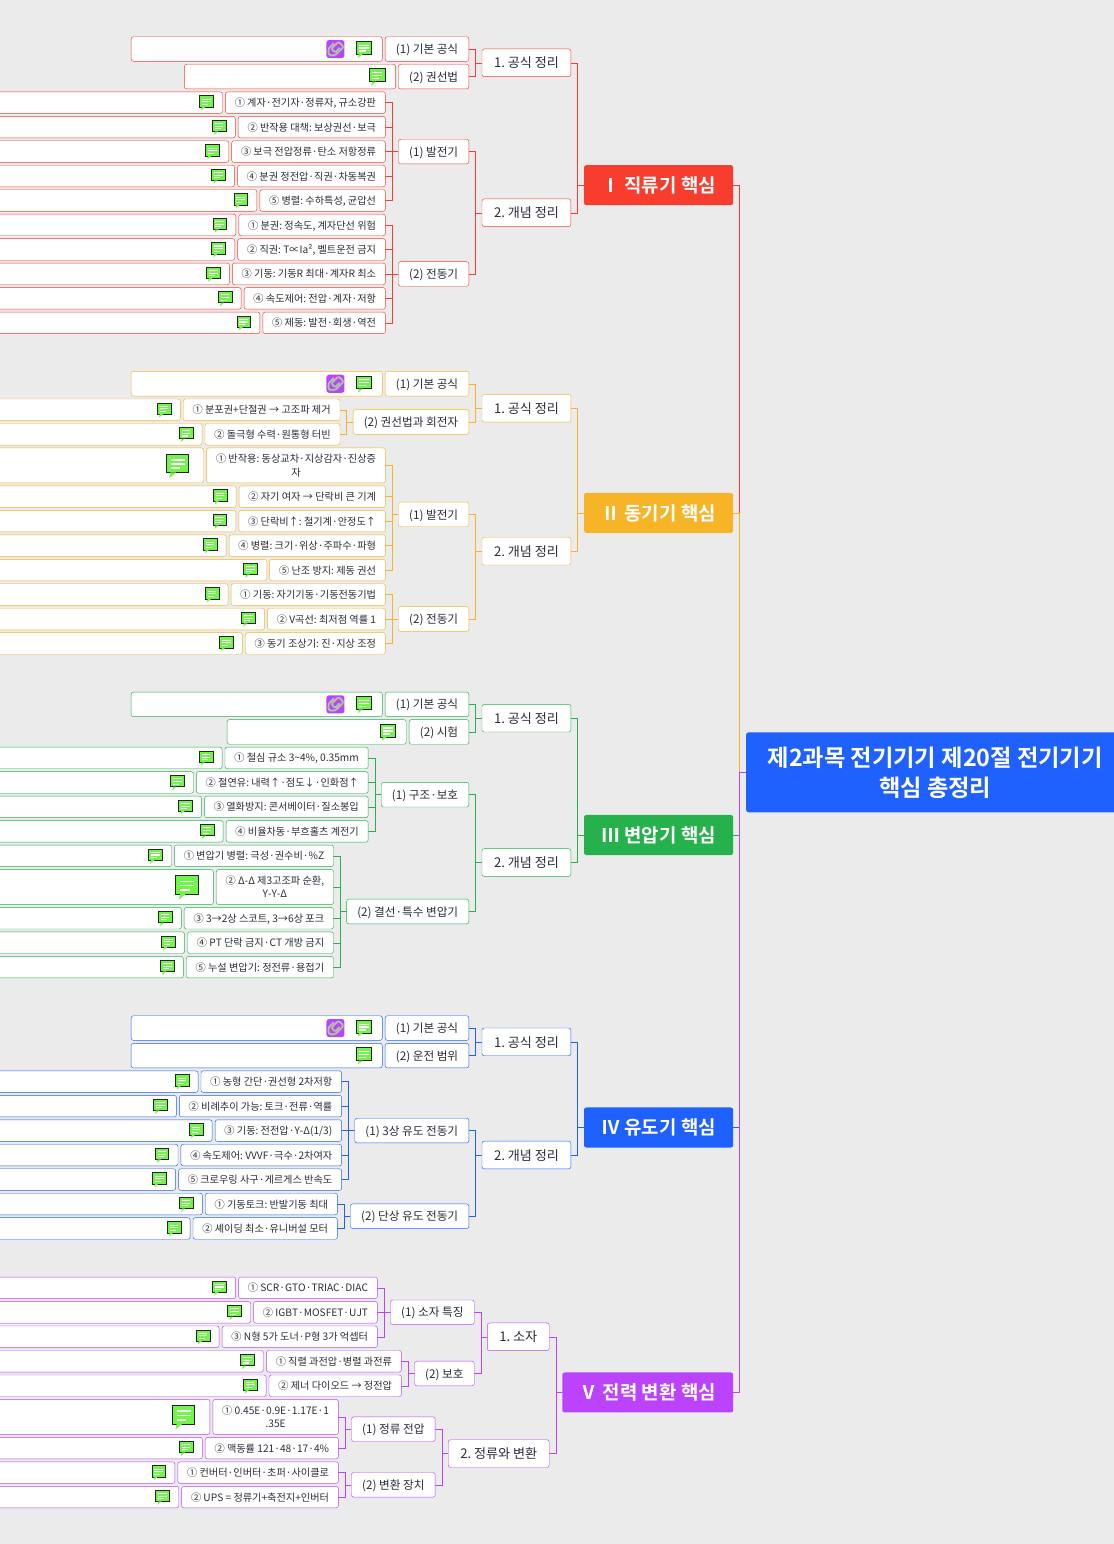 제2과목 전기기기 제20절 전기기기
핵심 총정리
Ⅰ 직류기 핵심
1. 공식 정리
(1) 기본 공식
(2) 권선법
2. 개념 정리
(1) 발전기
① 계자·전기자·정류자, 규소강판
② 반작용 대책: 보상권선·보극
③ 보극 전압정류·탄소 저항정류
④ 분권 정전압·직권·차동복권
⑤ 병렬: 수하특성, 균압선
(2) 전동기
① 분권: 정속도, 계자단선 위험
② 직권: T∝Ia², 벨트운전 금지
③ 기동: 기동R 최대·계자R 최소
④ 속도제어: 전압·계자·저항
⑤ 제동: 발전·회생·역전
Ⅱ 동기기 핵심
1. 공식 정리
(1) 기본 공식
(2) 권선법과 회전자
① 분포권+단절권 → 고조파 제거
② 돌극형 수력·원통형 터빈
2. 개념 정리
(1) 발전기
① 반작용: 동상교차·지상감자·진상증
자
② 자기 여자 → 단락비 큰 기계
③ 단락비↑: 철기계·안정도↑
④ 병렬: 크기·위상·주파수·파형
⑤ 난조 방지: 제동 권선
(2) 전동기
① 기동: 자기기동·기동전동기법
② V곡선: 최저점 역률 1
③ 동기 조상기: 진·지상 조정
Ⅲ 변압기 핵심
1. 공식 정리
(1) 기본 공식
(2) 시험
2. 개념 정리
(1) 구조·보호
① 철심 규소 3~4%, 0.35mm
② 절연유: 내력↑·점도↓·인화점↑
③ 열화방지: 콘서베이터·질소봉입
④ 비율차동·부흐홀츠 계전기
(2) 결선·특수 변압기
① 변압기 병렬: 극성·권수비·%Z
② Δ-Δ 제3고조파 순환,
Y-Y-Δ
③ 3→2상 스코트, 3→6상 포크
④ PT 단락 금지·CT 개방 금지
⑤ 누설 변압기: 정전류·용접기
Ⅳ 유도기 핵심
1. 공식 정리
(1) 기본 공식
(2) 운전 범위
2. 개념 정리
(1) 3상 유도 전동기
① 농형 간단·권선형 2차저항
② 비례추이 가능: 토크·전류·역률
③ 기동: 전전압·Y-Δ(1/3)
④ 속도제어: VVVF·극수·2차여자
⑤ 크로우링 사구·게르게스 반속도
(2) 단상 유도 전동기
① 기동토크: 반발기동 최대
② 셰이딩 최소·유니버설 모터
Ⅴ 전력 변환 핵심
1. 소자
(1) 소자 특징
① SCR·GTO·TRIAC·DIAC
② IGBT·MOSFET·UJT
③ N형 5가 도너·P형 3가 억셉터
(2) 보호
① 직렬 과전압·병렬 과전류
② 제너 다이오드 → 정전압
2. 정류와 변환
(1) 정류 전압
① 0.45E·0.9E·1.17E·1
.35E
② 맥동률 121·48·17·4%
(2) 변환 장치
① 컨버터·인버터·초퍼·사이클로
② UPS = 정류기+축전지+인버터